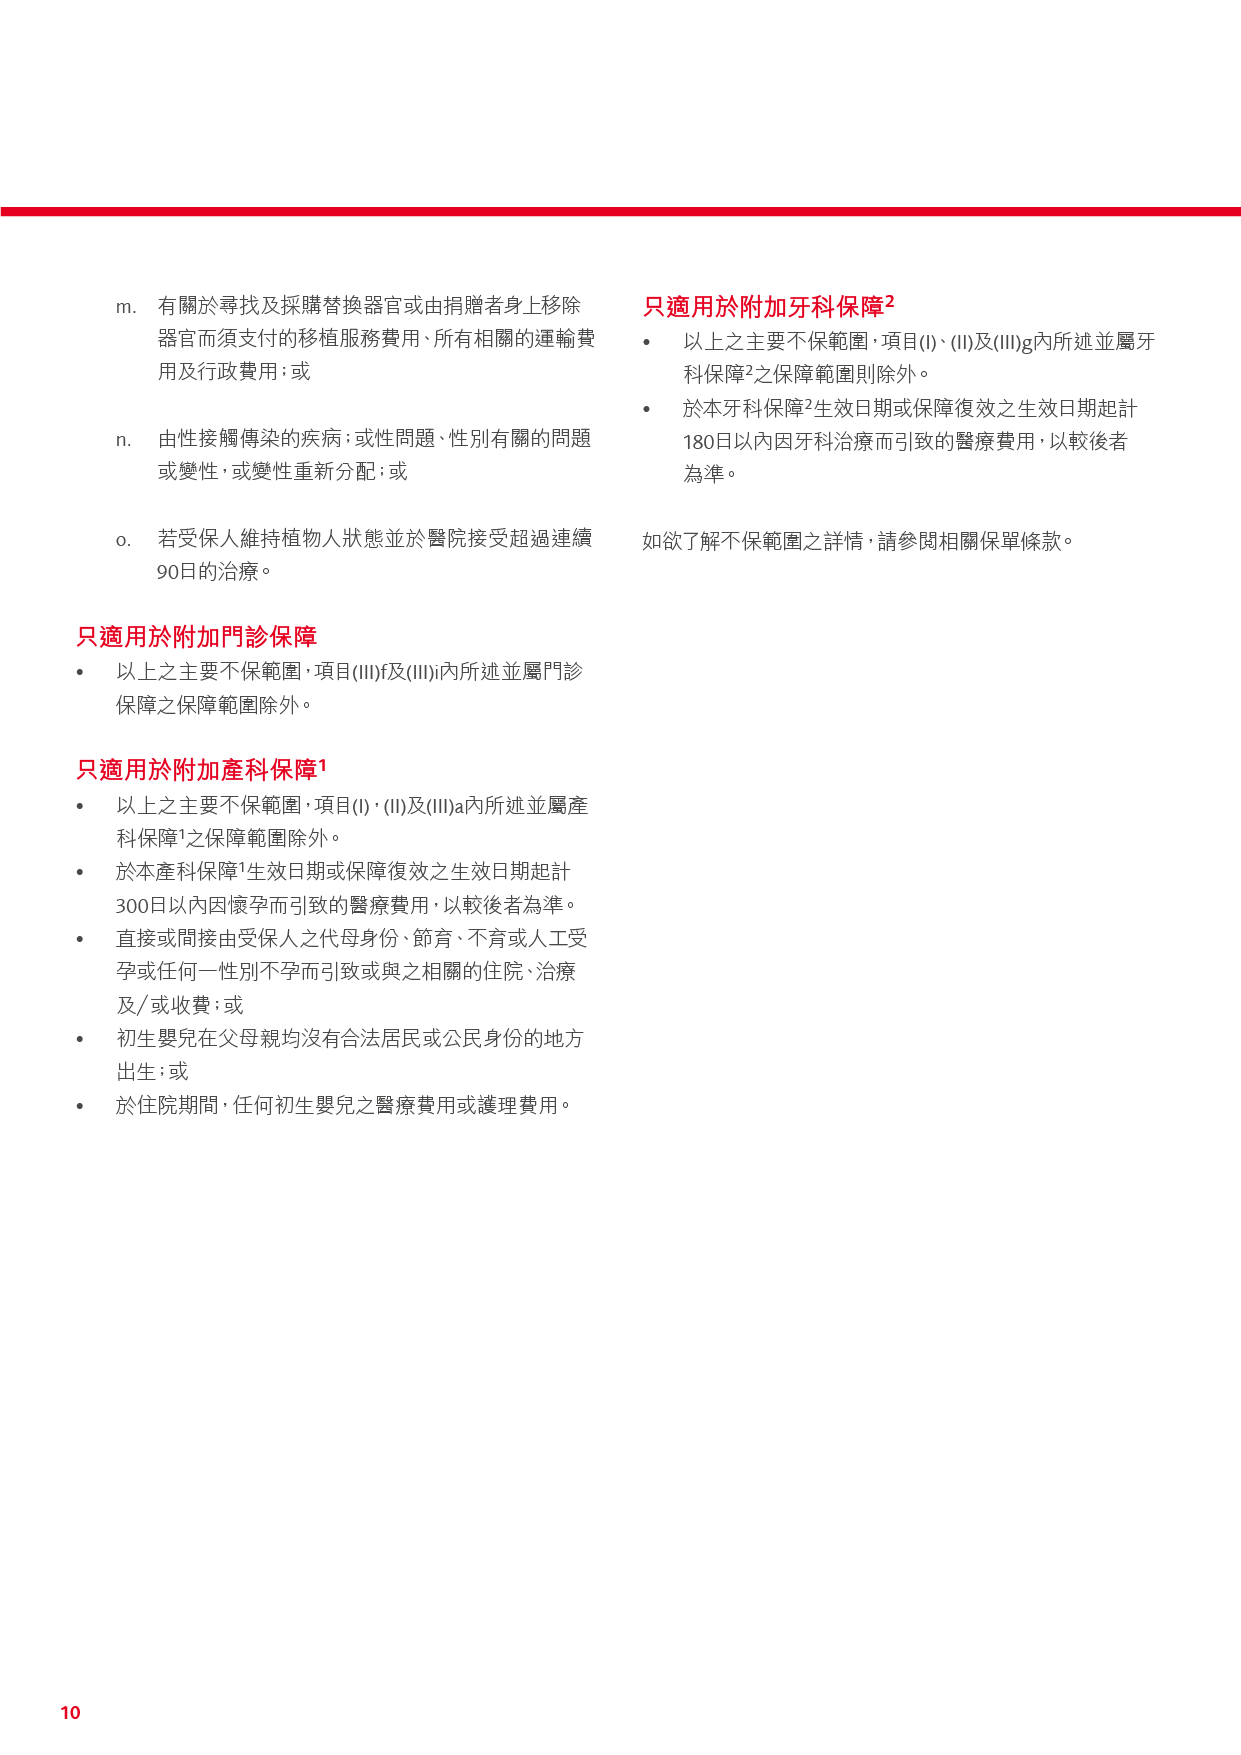 m. 有關於尋找及採購替換器官或由捐贈者身上移除
器官而須支付的移植服務費用、所有相關的運輸費
用及行政費用；或
n. 由性接觸傳染的疾病；或性問題、性別有關的問題
或變性，或變性重新分配；或
o. 若受保人維持植物人狀態並於醫院接受超過連續
90日的治療。
只適用於附加門診保障
• 以上之主要不保範圍，項目(III)f及(III)i內所述並屬門診
保障之保障範圍除外。
只適用於附加產科保障1
• 以上之主要不保範圍，項目(I)，(II)及(III)a內所述並屬產
科保障1之保障範圍除外。
• 於本產科保障1生效日期或保障復效之生效日期起計
300日以內因懷孕而引致的醫療費用，以較後者為準。
• 直接或間接由受保人之代母身份、節育、不育或人工受
孕或任何一性別不孕而引致或與之相關的住院、治療
及/或收費；或
• 初生嬰兒在父母親均沒有合法居民或公民身份的地方
出生；或
• 於住院期間，任何初生嬰兒之醫療費用或護理費用。
只適用於附加牙科保障2
• 以上之主要不保範圍，項目(I)、(II)及(III)g內所述並屬牙
科保障2之保障範圍則除外。
• 於本牙科保障2生效日期或保障復效之生效日期起計
180日以內因牙科治療而引致的醫療費用，以較後者
為準。
如欲了解不保範圍之詳情，請參閱相關保單條款。
10